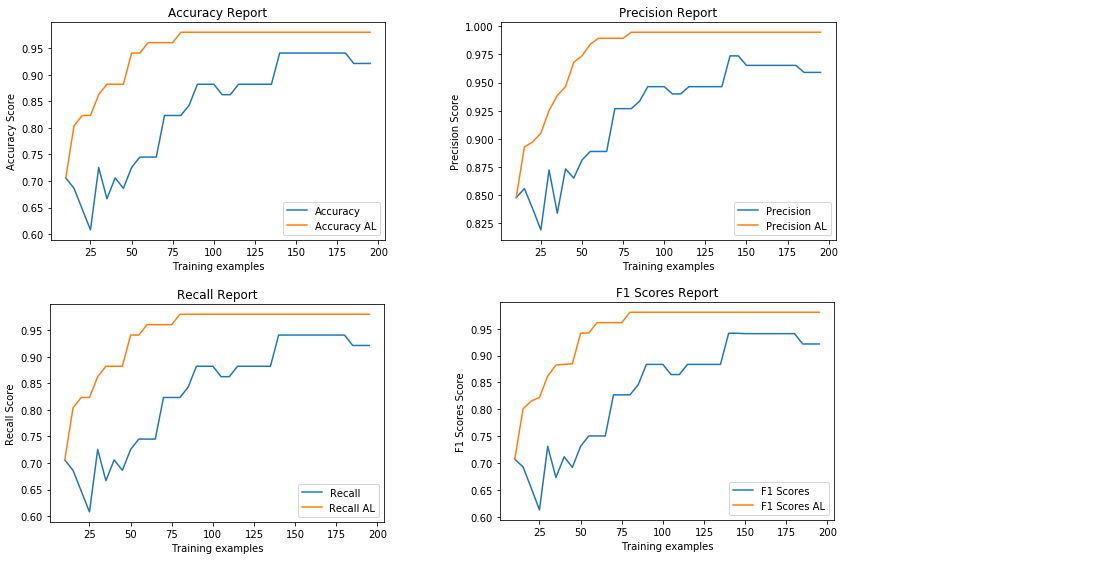 Accuracy Report
Accuracy Score
0.95
0.90
0.85
0.80
0.75
0.70
0.65
0.60
Accuracy
Accuracy AL
25 50 75 100 125 150 175 200
Training examples
Precision Report
Precision Score
1.000
0.975
0.950
0.925
0.900
0.875
0.850
0.825
Precision
Precision AL
25 50 75 100 125 150 175 200
Training examples
Recall Report
Recall Score
0.95
0.90
0.85
0.80
0.75
0.70
0.65
0.60
Recall
Recall AL
25 50 75 100 125 150 175 200
Training examples
F1 Scores Report
F1 Scores Score
0.95
0.90
0.85
0.80
0.75
0.70
0.65
0.60
F1 Scores
F1 Scores AL
25 50 75 100 125 150 175 200
Training examples